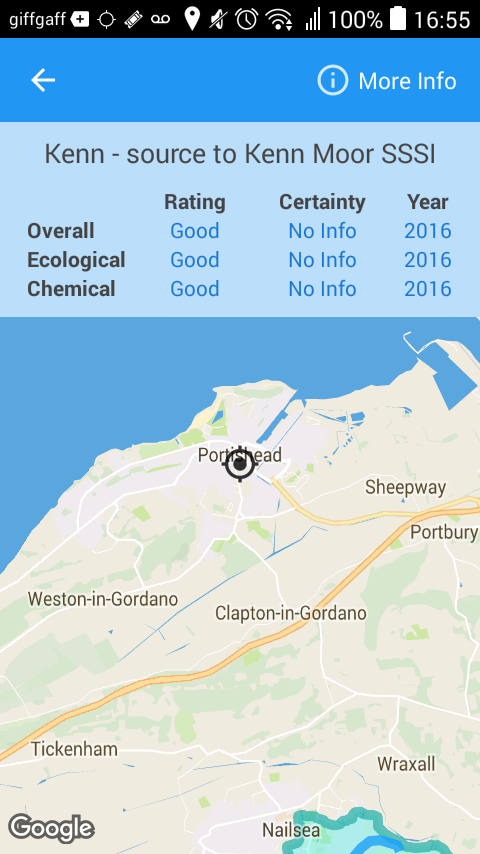 giffgaff 100% 16:55
More Info
Kenn - source to Kenn Moor SSSI
Rating Certainty Year
Overall Good No Info 2016
Ecological Good No Info 2016
Chemical Good No Info 2016
Portishead
Sheepway
Portbury
Weston-in-Gordano
Clapton-in-Gordano
Tickenham
Wraxall
Google
Nailsea